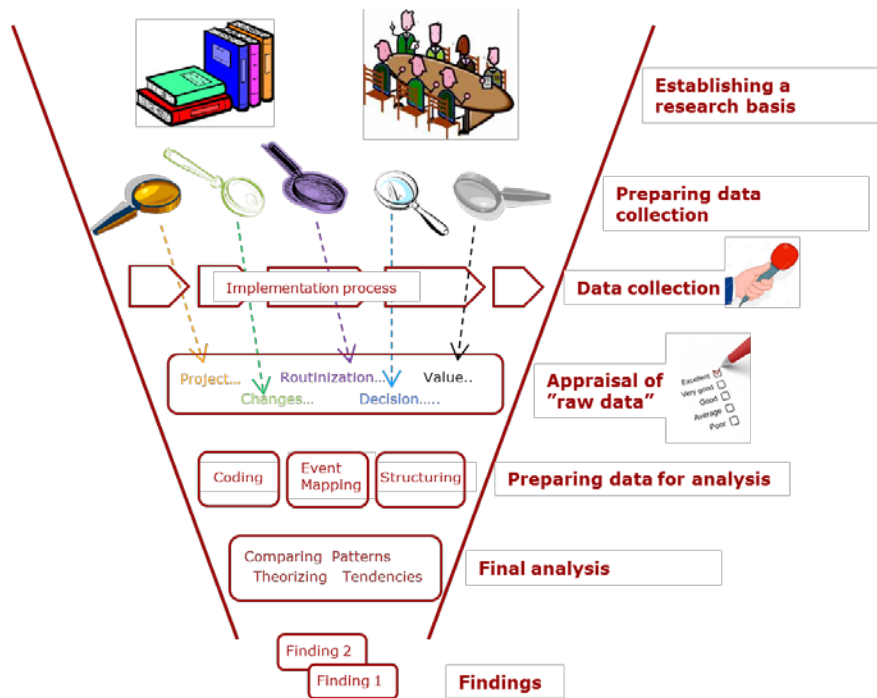 Establishing a
research basis
Preparing data
collection
Implementation process
Data collection
Project...
Routinization...
Value..
Changes...
Decision.....
Appraisal of
”raw data”
Excellent
Very good
Good
Average
Poor
Coding
Event
Mapping
Structuring
Preparing data for analysis
Comparing Patterns
Theorizing Tendencies
Final analysis
Finding 2
Finding 1
Findings